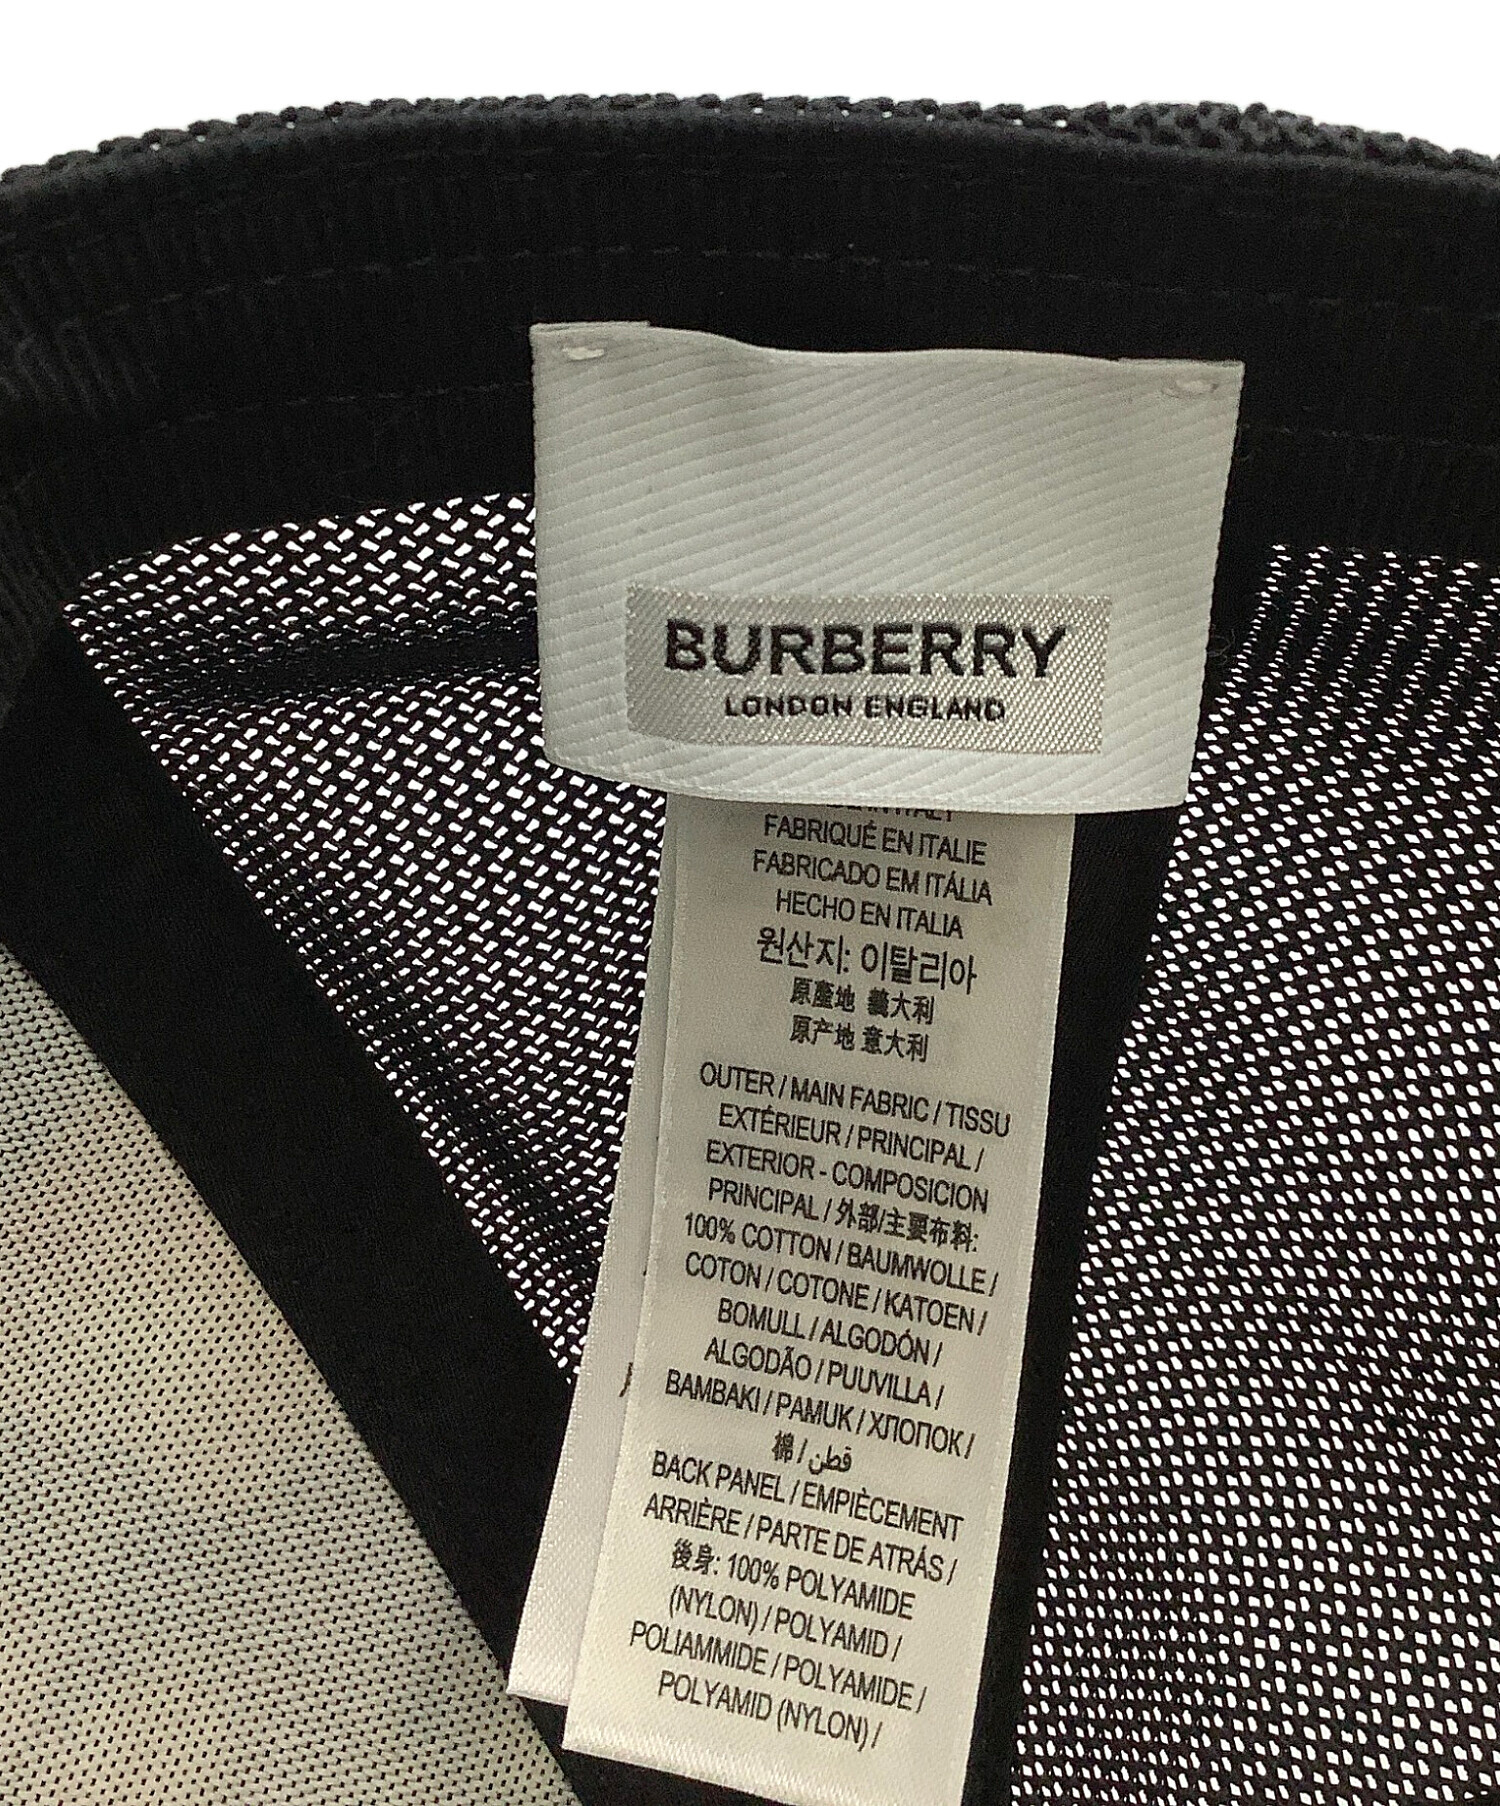 BURBERRY
LONDON ENGLAND
IN ITALY
FABRIQUÉ EN ITALIE
FABRICADO EM ITÁLIA
HECHO EN ITALIA
원산지: 이탈리아
原產地 義大利
原产地 意大利
OUTER / MAIN FABRIC / TISSU
EXTÉRIEUR / PRINCIPAL /
EXTERIOR - COMPOSICION
PRINCIPAL / 外部/主要布料:
100% COTTON / BAUMWOLLE /
COTON / COTONE / KATOEN /
BOMULL / ALGODÓN /
ALGODÃO / PUUVILLA /
BAMBAKI / PAMUK / ХЛОПОК /
棉 / قطن
BACK PANEL / EMPIÈCEMENT
ARRIÈRE / PARTE DE ATRÁS /
後身: 100% POLYAMIDE
(NYLON) / POLYAMID /
POLIAMMIDE / POLYAMIDE /
POLYAMID (NYLON) /